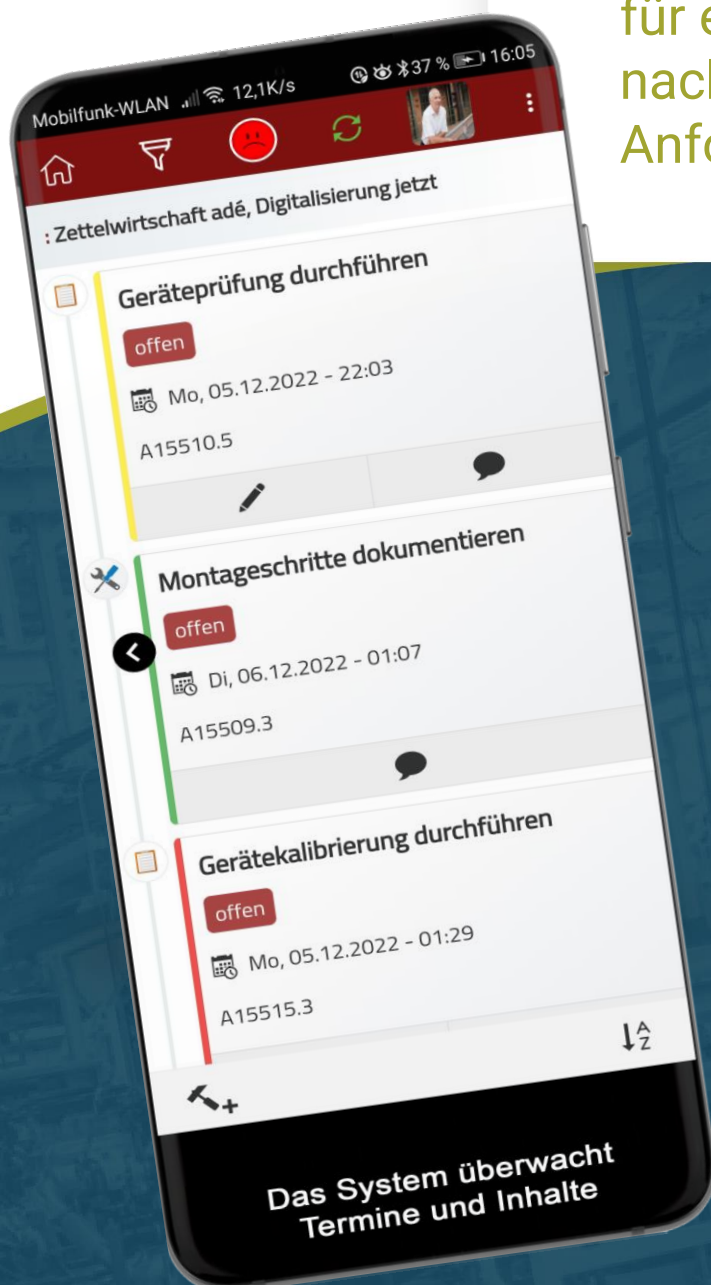 für
Mobilfunk-WLAN 12,1K/s 37 % 16:05
: Zettelwirtschaft adé, Digitalisierung jetzt
Geräteprüfung durchführen
offen
Mo, 05.12.2022 - 22:03
A15510.5
Montageschritte dokumentieren
offen
Di, 06.12.2022 - 01:07
A15509.3
Gerätekalibrierung durchführen
offen
Mo, 05.12.2022 - 01:29
A15515.3
A
Z
Das System überwacht
Termine und Inhalte